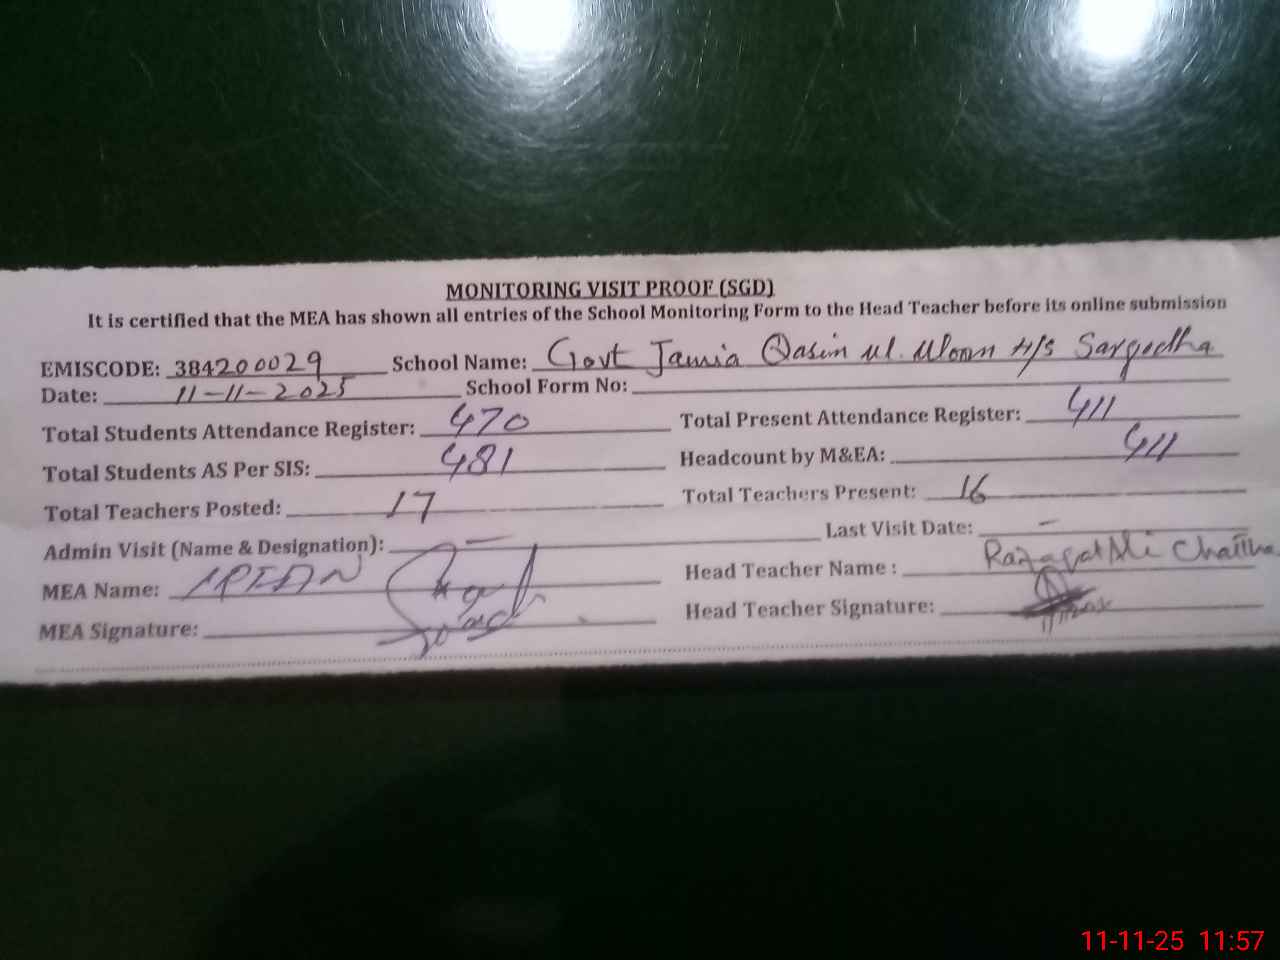 MONITORING VISIT PROOF (SGD)
It is certified that the MEA has shown all entries of the School Monitoring Form to the Head Teacher before its online submission
EMISCODE: 384200029 School Name: Govt Jamia Qasim ul. Uloom H/S Sargodha
Date: 11-11-2025 School Form No:
Total Students Attendance Register: 470 Total Present Attendance Register: 411
Total Students AS Per SIS: 481 Headcount by M&EA: 411
Total Teachers Posted: 17 Total Teachers Present: 16
Admin Visit (Name & Designation): - Last Visit Date: -
MEA Name: Head Teacher Name : Ali Chattha
MEA Signature: Head Teacher Signature:
11-11-25 11:57